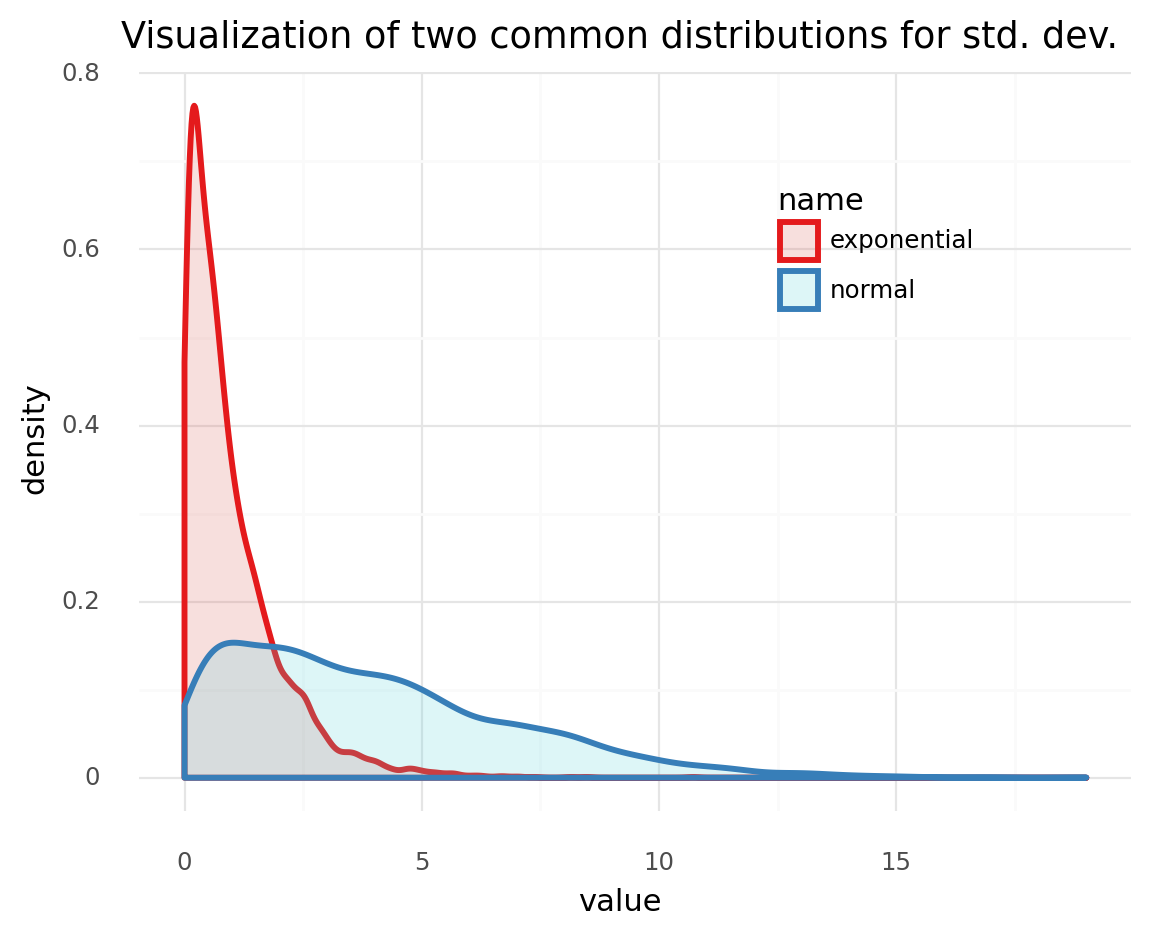 Visualization of two common distributions for std. dev.
0.8
0.6
0.4
0.2
0
density
name
exponential
normal
0
5
10
15
value